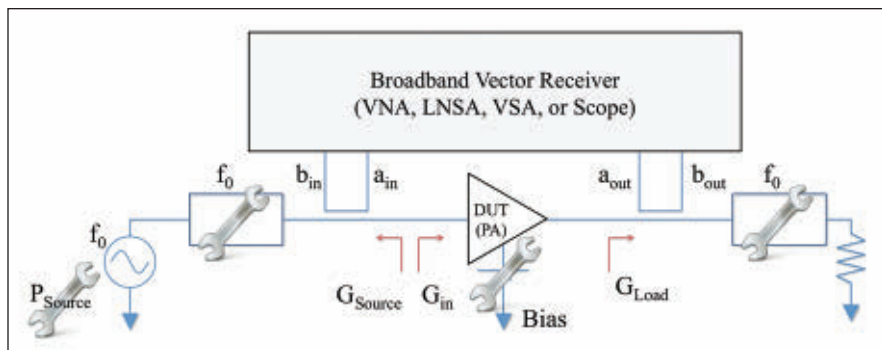 Broadband Vector Receiver
(VNA, LNSA, VSA, or Scope)
f0
bin
ain
aout
bout
f0
f0
DUT
(PA)
PSource
GSource
Gin
GLoad
Bias